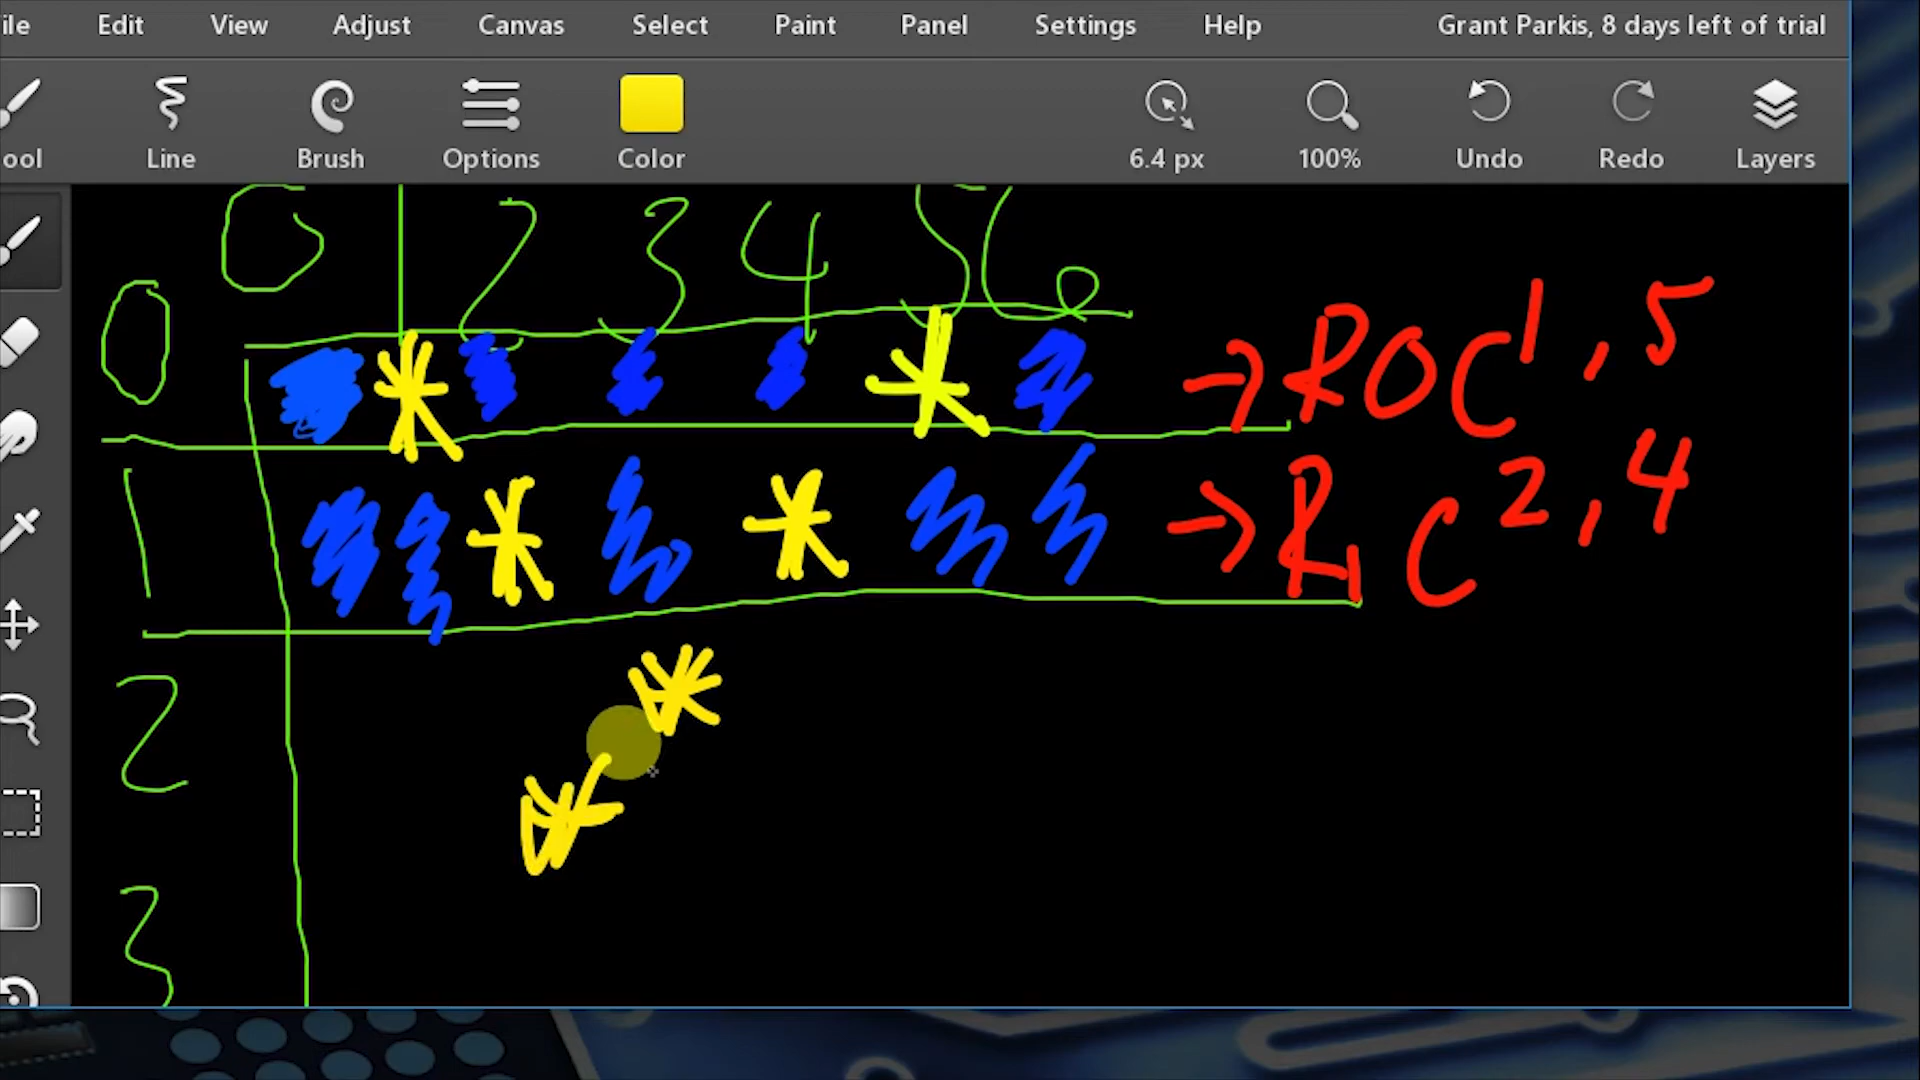 ile Edit View Adjust Canvas Select Paint Panel Settings Help Grant Parkis, 8 days left of trial
ool Line Brush Options Color 6.4 px 100% Undo Redo Layers
0 1 2 3 4 5 6
0 * * → R0 C 1, 5
1 * * → R1 C 2, 4
2 *
*
3